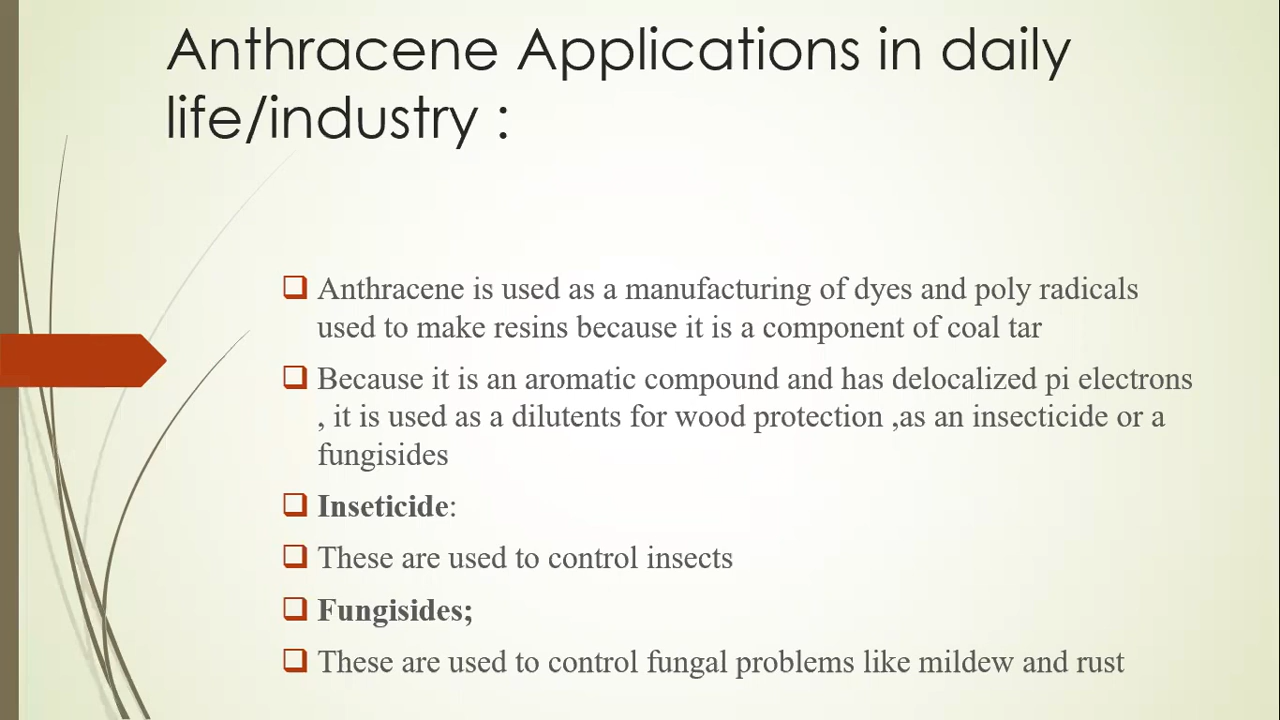 Anthracene Applications in daily
life/industry :
Anthracene is used as a manufacturing of dyes and poly radicals
used to make resins because it is a component of coal tar
Because it is an aromatic compound and has delocalized pi electrons
, it is used as a dilutents for wood protection ,as an insecticide or a
fungisides
Inseticide:
These are used to control insects
Fungisides;
These are used to control fungal problems like mildew and rust